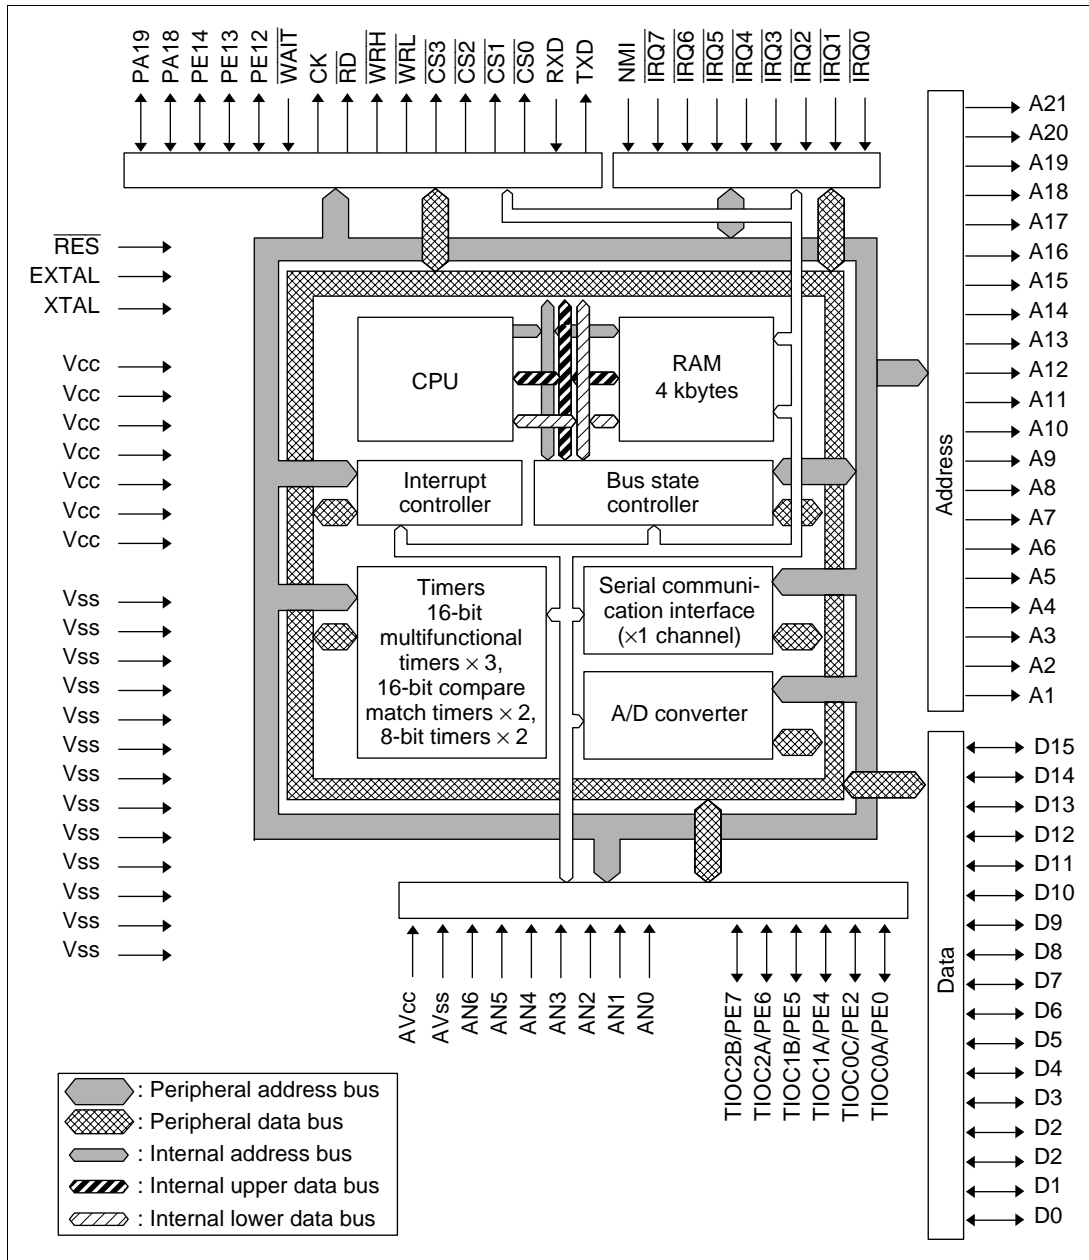 PA19
PA18
PE14
PE13
PE12
WAIT
CK
RD
WRH
WRL
CS3
CS2
CS1
CS0
RXD
TXD
NMI
IRQ7
IRQ6
IRQ5
IRQ4
IRQ3
IRQ2
IRQ1
IRQ0
RES
EXTAL
XTAL
Vcc
Vcc
Vcc
Vcc
Vcc
Vcc
Vcc
Vss
Vss
Vss
Vss
Vss
Vss
Vss
Vss
Vss
Vss
Vss
Vss
Vss
CPU
RAM
4 kbytes
Interrupt
controller
Bus state
controller
Timers
16-bit
multifunctional
timers × 3,
16-bit compare
match timers × 2,
8-bit timers × 2
Serial communi-
cation interface
(×1 channel)
A/D converter
Address
A21
A20
A19
A18
A17
A16
A15
A14
A13
A12
A11
A10
A9
A8
A7
A6
A5
A4
A3
A2
A1
Data
D15
D14
D13
D12
D11
D10
D9
D8
D7
D6
D5
D4
D3
D2
D2
D1
D0
AVcc
AVss
AN6
AN5
AN4
AN3
AN2
AN1
AN0
TIOC2B/PE7
TIOC2A/PE6
TIOC1B/PE5
TIOC1A/PE4
TIOC0C/PE2
TIOC0A/PE0
: Peripheral address bus
: Peripheral data bus
: Internal address bus
: Internal upper data bus
: Internal lower data bus